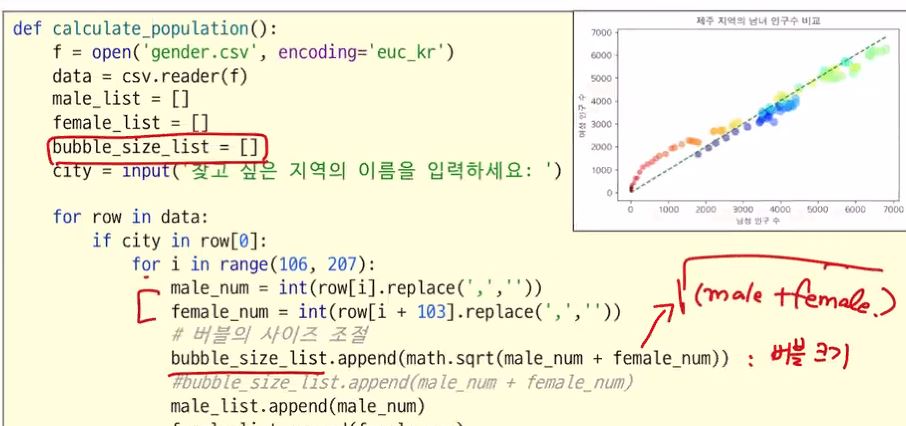 def calculate_population():
f = open('gender.csv', encoding='euc_kr')
data = csv.reader(f)
male_list = []
female_list = []
bubble_size_list = []
city = input('찾고 싶은 지역의 이름을 입력하세요: ')
for row in data:
if city in row[0]:
for i in range(106, 207):
male_num = int(row[i].replace(',',''))
female_num = int(row[i + 103].replace(',',''))
# 버블의 사이즈 조절
bubble_size_list.append(math.sqrt(male_num + female_num))
#bubble_size_list.append(male_num + female_num)
male_list.append(male_num)
제주 지역의 남녀 인구수 비교
여성 인구 수
7000
6000
5000
4000
3000
2000
1000
0
0 1000 2000 3000 4000 5000 6000 7000
남성 인구 수
√(male + female.)
: 버블 크기